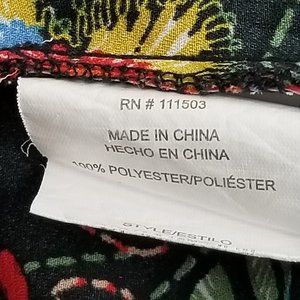 RN # 111503
MADE IN CHINA
HECHO EN CHINA
100% POLYESTER/POLIÉSTER
STYLE/ESTILO